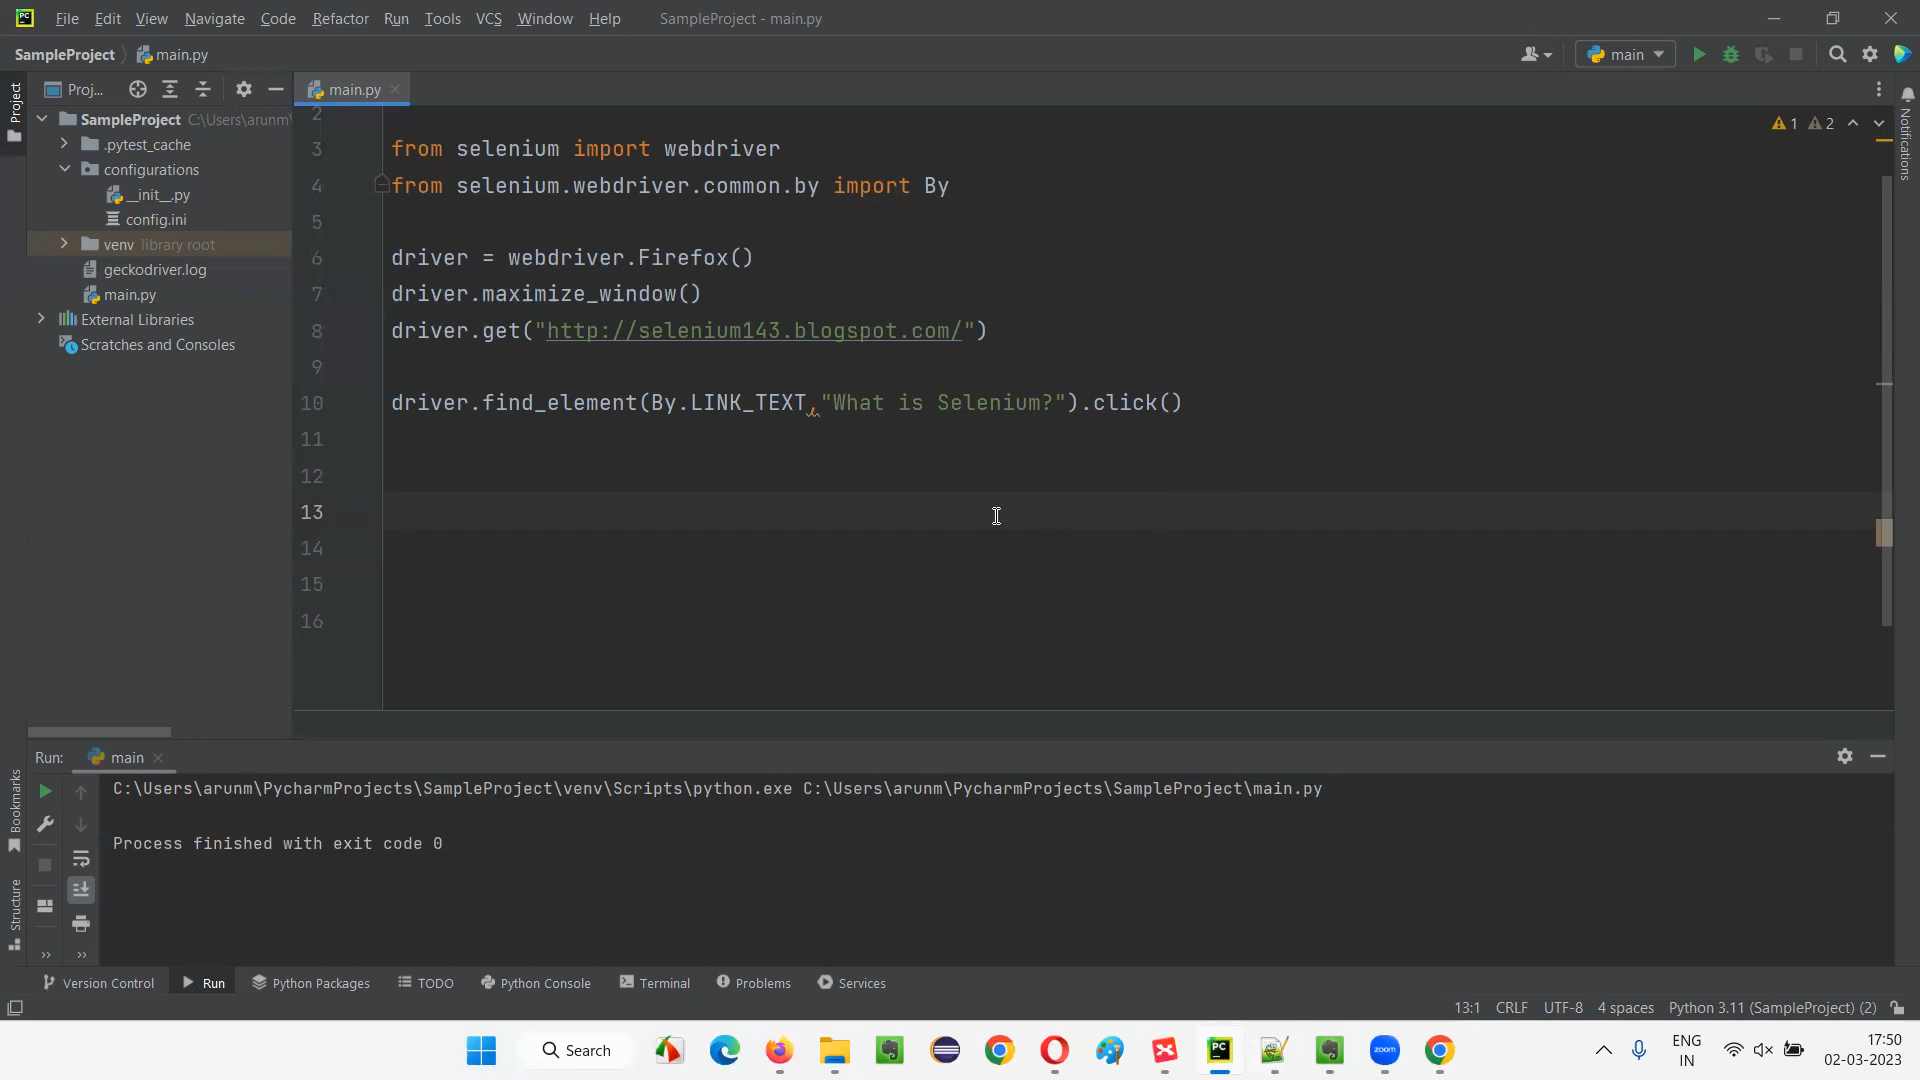 PC File Edit View Navigate Code Refactor Run Tools VCS Window Help SampleProject - main.py
SampleProject main.py main
Proj... main.py
Project
SampleProject C:\Users\arunm\
.pytest_cache
configurations
__init__.py
config.ini
venv library root
geckodriver.log
main.py
External Libraries
Scratches and Consoles
1 2
Notifications
2
3 from selenium import webdriver
4 from selenium.webdriver.common.by import By
5
6 driver = webdriver.Firefox()
7 driver.maximize_window()
8 driver.get("http://selenium143.blogspot.com/")
9
10 driver.find_element(By.LINK_TEXT,"What is Selenium?").click()
11
12
13
14
15
16
Run: main
C:\Users\arunm\PycharmProjects\SampleProject\venv\Scripts\python.exe C:\Users\arunm\PycharmProjects\SampleProject\main.py
Process finished with exit code 0
Bookmarks
Structure
Version Control Run Python Packages TODO Python Console Terminal Problems Services
13:1 CRLF UTF-8 4 spaces Python 3.11 (SampleProject) (2)
Search
zoom
PC
ENG
IN
17:50
02-03-2023